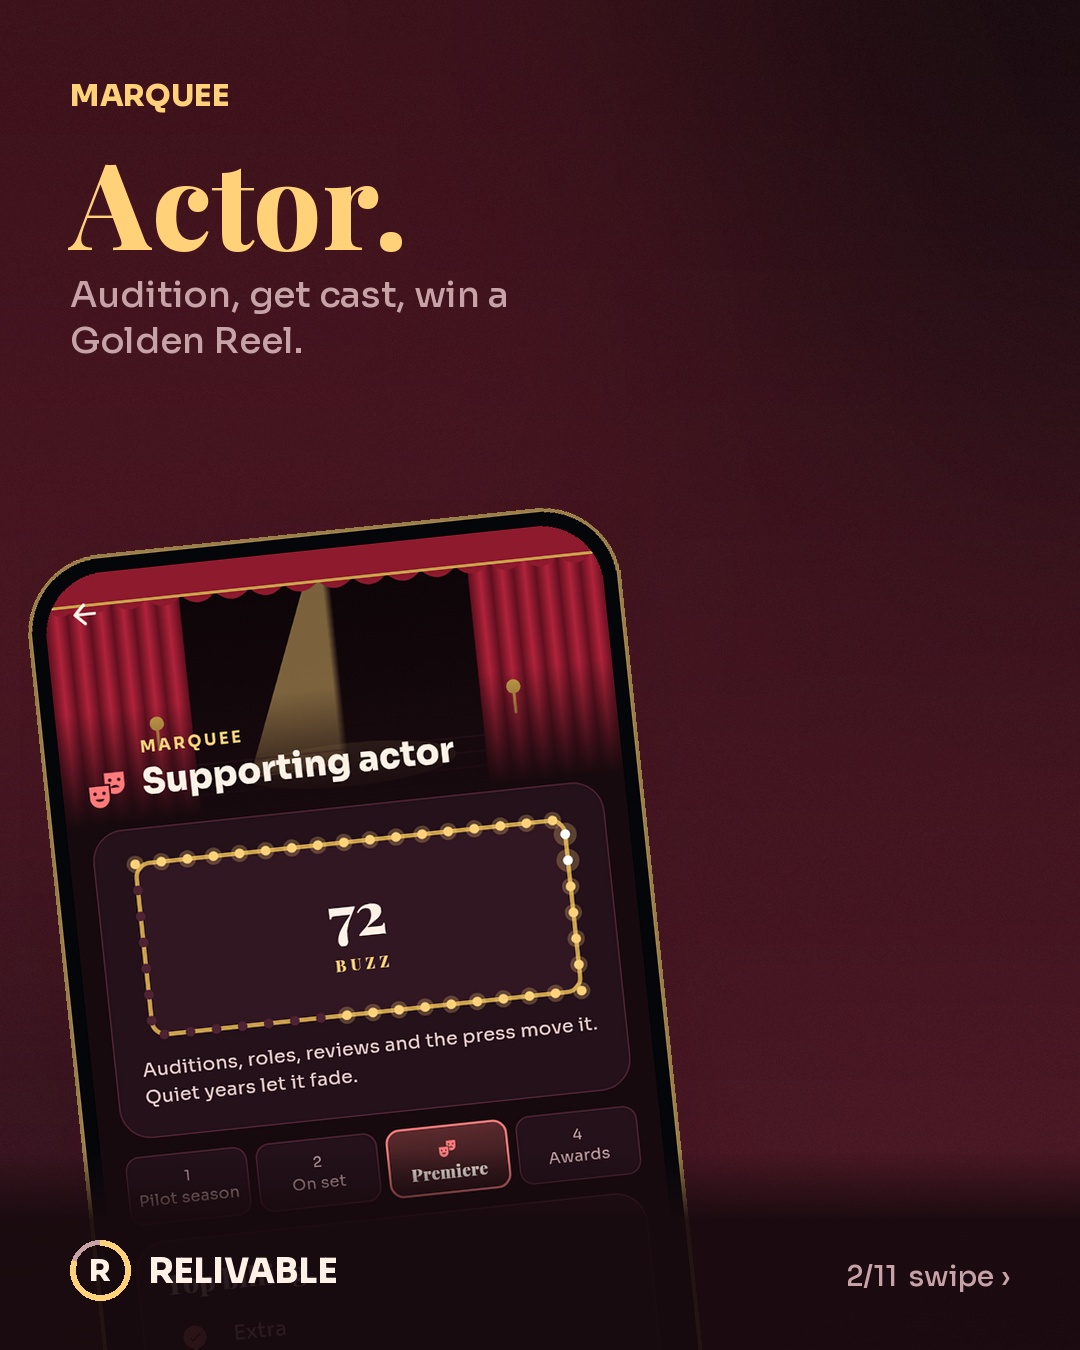 MARQUEE
Actor.
Audition, get cast, win a
Golden Reel.
MARQUEE
Supporting actor
72
BUZZ
Auditions, roles, reviews and the press move it.
Quiet years let it fade.
1
Pilot season
2
On set
Premiere
4
Awards
Top
Extra
R RELIVABLE
2/11 swipe ›